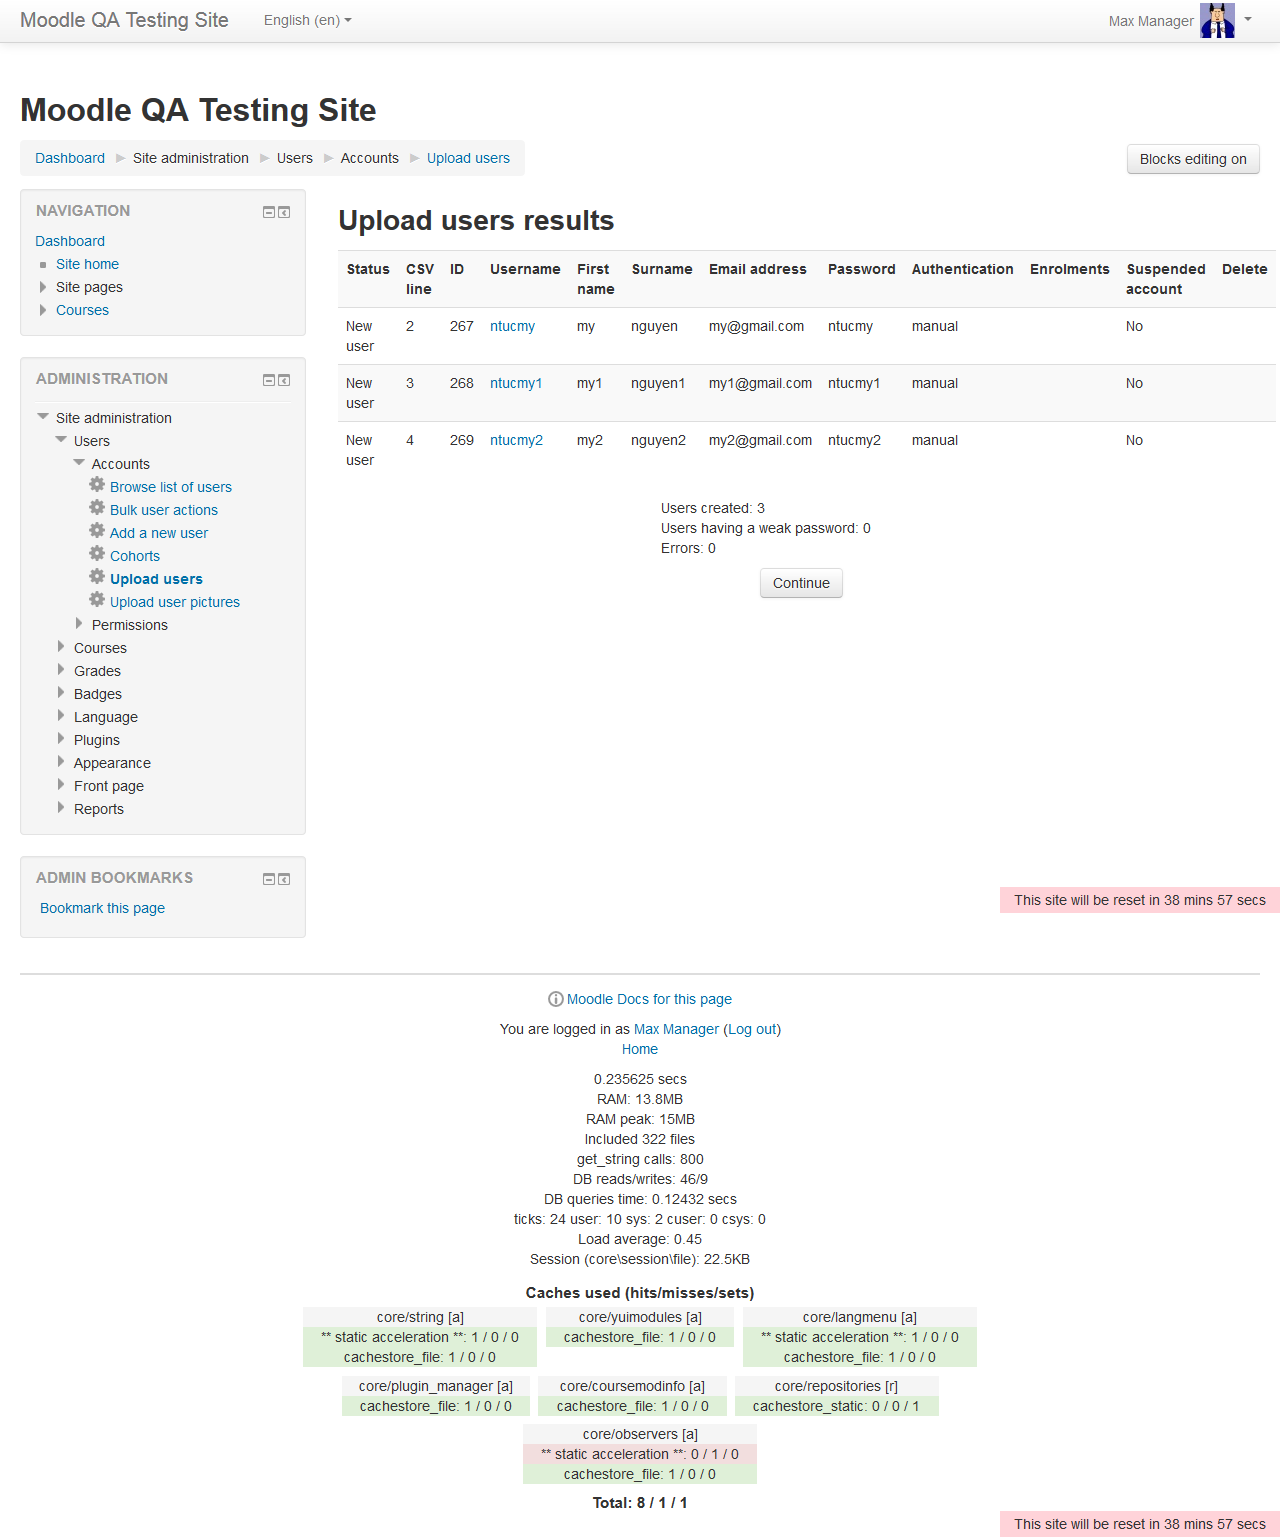 Moodle QA Testing Site English (en) Max Manager
Moodle QA Testing Site
Dashboard Site administration Users Accounts Upload users Blocks editing on
NAVIGATION
Dashboard
Site home
Site pages
Courses
ADMINISTRATION
Site administration
Users
Accounts
Browse list of users
Bulk user actions
Add a new user
Cohorts
Upload users
Upload user pictures
Permissions
Courses
Grades
Badges
Language
Plugins
Appearance
Front page
Reports
ADMIN BOOKMARKS
Bookmark this page
Upload users results
Status CSV line ID Username First name Surname Email address Password Authentication Enrolments Suspended account Delete
New user 2 267 ntucmy my nguyen my@gmail.com ntucmy manual No
New user 3 268 ntucmy1 my1 nguyen1 my1@gmail.com ntucmy1 manual No
New user 4 269 ntucmy2 my2 nguyen2 my2@gmail.com ntucmy2 manual No
Users created: 3
Users having a weak password: 0
Errors: 0
Continue
This site will be reset in 38 mins 57 secs
Moodle Docs for this page
You are logged in as Max Manager (Log out)
Home
0.235625 secs
RAM: 13.8MB
RAM peak: 15MB
Included 322 files
get_string calls: 800
DB reads/writes: 46/9
DB queries time: 0.12432 secs
ticks: 24 user: 10 sys: 2 cuser: 0 csys: 0
Load average: 0.45
Session (core\session\file): 22.5KB
Caches used (hits/misses/sets)
core/string [a]
** static acceleration **: 1 / 0 / 0
cachestore_file: 1 / 0 / 0
core/yuimodules [a]
cachestore_file: 1 / 0 / 0
core/langmenu [a]
** static acceleration **: 1 / 0 / 0
cachestore_file: 1 / 0 / 0
core/plugin_manager [a]
cachestore_file: 1 / 0 / 0
core/coursemodinfo [a]
cachestore_file: 1 / 0 / 0
core/repositories [r]
cachestore_static: 0 / 0 / 1
core/observers [a]
** static acceleration **: 0 / 1 / 0
cachestore_file: 1 / 0 / 0
Total: 8 / 1 / 1
This site will be reset in 38 mins 57 secs